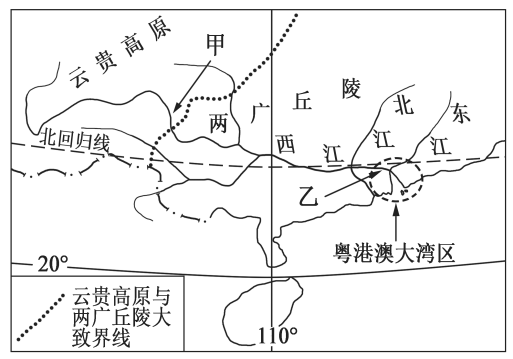 云贵高原
甲
两广丘陵
北江
东江
西江
北回归线
乙
粤港澳大湾区
20°
云贵高原与
两广丘陵大
致界线
110°